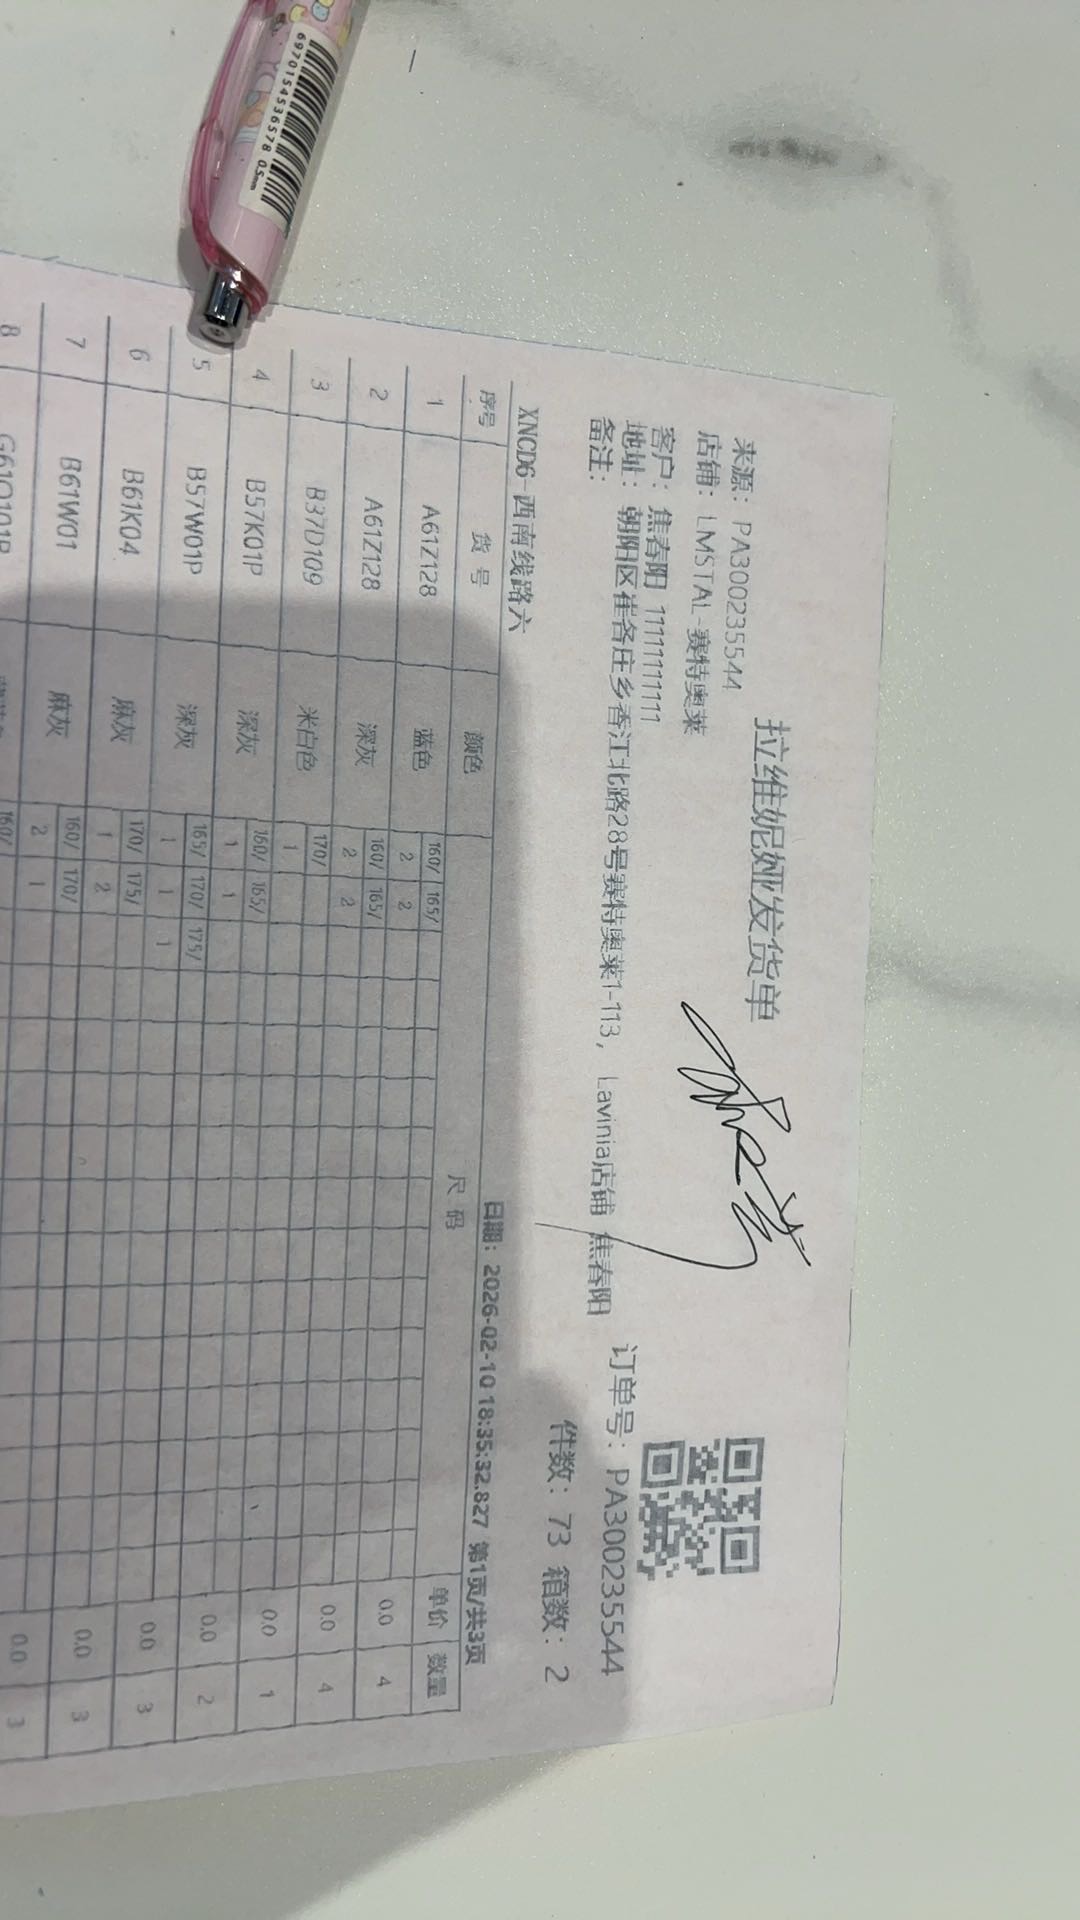 6970154536578 0.5mm
拉维妮娅发货单
来源：PA300235544
店铺：LMSTAL-赛特奥莱
客户：焦春阳 11111111111
订单号：PA300235544
地址：朝阳区崔各庄乡香江北路28号赛特奥莱1-113, Lavinia店铺 焦春阳
备注：
件数：73 箱数：2
XNCD6-西南线路六 日期：2026-02-10 18:35:32.827 第1页/共3页
序号 货号 颜色 尺码 单价 数量
160/ 165/
1 A61Z128 蓝色 2 2 0.0 4
160/ 165/
2 A61Z128 深灰 2 2 0.0 4
170/
3 B37D109 米白色 1 0.0 1
160/ 165/
4 B57K01P 深灰 1 1 0.0 2
165/ 170/ 175/
5 B57W01P 深灰 1 1 1 0.0 3
170/ 175/
6 B61K04 麻灰 1 2 0.0 3
160/ 170/
7 B61W01 麻灰 2 1 0.0 3
160/
8